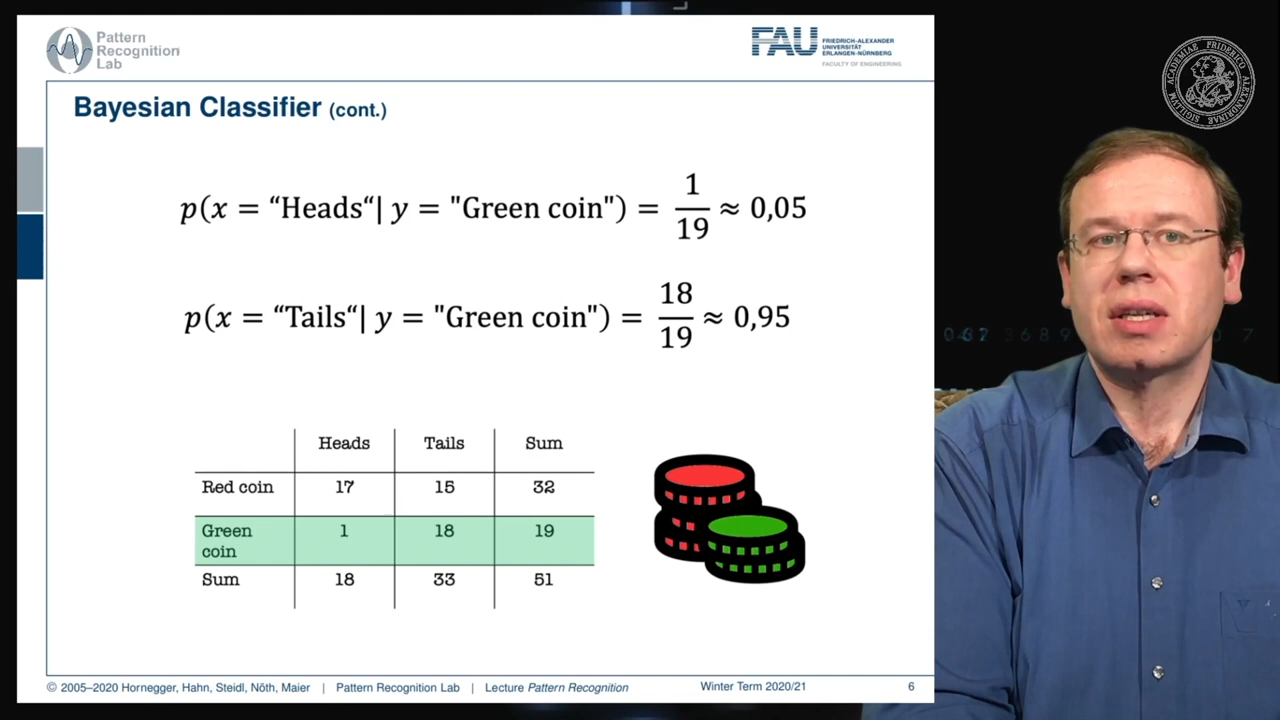 Pattern
Recognition
Lab
FAU
FRIEDRICH-ALEXANDER
UNIVERSITÄT
ERLANGEN-NÜRNBERG
FACULTY OF ENGINEERING
Bayesian Classifier (cont.)
p(x = “Heads“| y = "Green coin") = 1/19 ≈ 0,05
p(x = “Tails“| y = "Green coin") = 18/19 ≈ 0,95
Heads Tails Sum
Red coin 17 15 32
Green coin 1 18 19
Sum 18 33 51
© 2005–2020 Hornegger, Hahn, Steidl, Nöth, Maier | Pattern Recognition Lab | Lecture Pattern Recognition Winter Term 2020/21 6